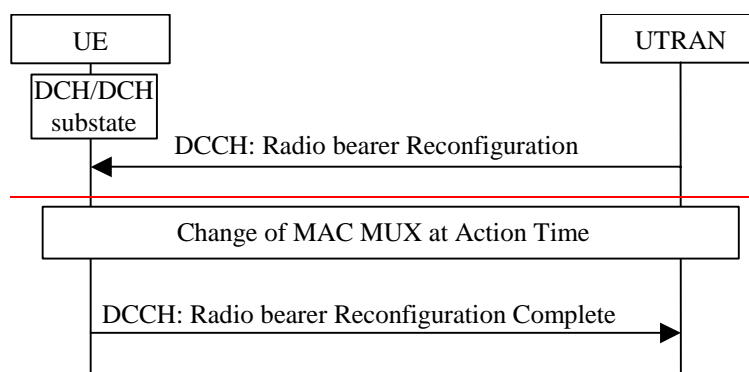 UE
UTRAN
DCH/DCH
substate
DCCH: Radio bearer Reconfiguration
Change of MAC MUX at Action Time
DCCH: Radio bearer Reconfiguration Complete